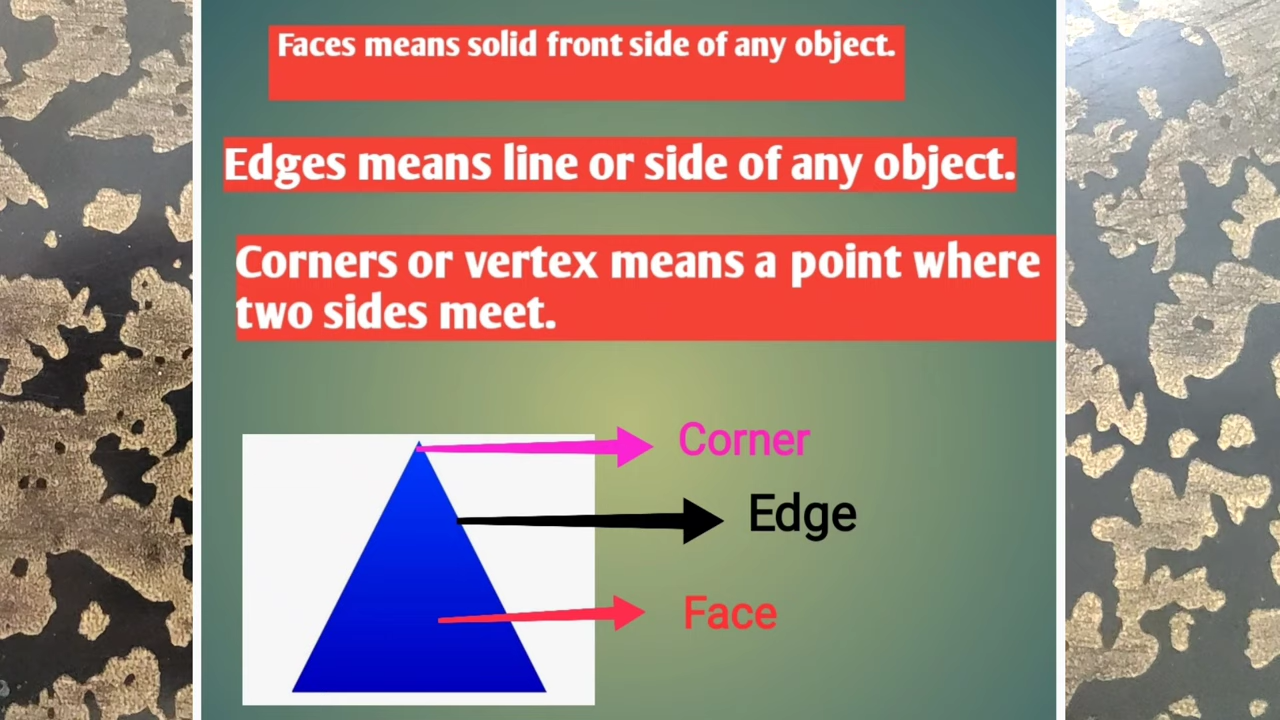 Faces means solid front side of any object.
Edges means line or side of any object.
Corners or vertex means a point where
two sides meet.
Corner
Edge
Face